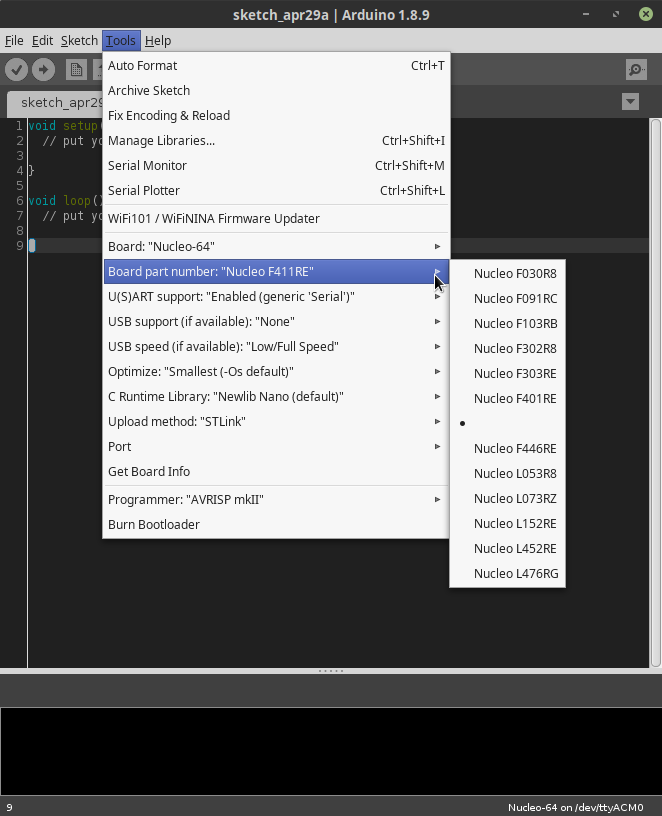 sketch_apr29a | Arduino 1.8.9
File Edit Sketch Tools Help
sketch_apr29
1 void setup(
2 // put yo
3
4 }
5
6 void loop()
7 // put yo
8
9
Auto Format Ctrl+T
Archive Sketch
Fix Encoding & Reload
Manage Libraries... Ctrl+Shift+I
Serial Monitor Ctrl+Shift+M
Serial Plotter Ctrl+Shift+L
WiFi101 / WiFiNINA Firmware Updater
Board: "Nucleo-64"
Board part number: "Nucleo F411RE"
U(S)ART support: "Enabled (generic 'Serial')"
USB support (if available): "None"
USB speed (if available): "Low/Full Speed"
Optimize: "Smallest (-Os default)"
C Runtime Library: "Newlib Nano (default)"
Upload method: "STLink"
Port
Get Board Info
Programmer: "AVRISP mkII"
Burn Bootloader
Nucleo F030R8
Nucleo F091RC
Nucleo F103RB
Nucleo F302R8
Nucleo F303RE
Nucleo F401RE
Nucleo F446RE
Nucleo L053R8
Nucleo L073RZ
Nucleo L152RE
Nucleo L452RE
Nucleo L476RG
9 Nucleo-64 on /dev/ttyACM0